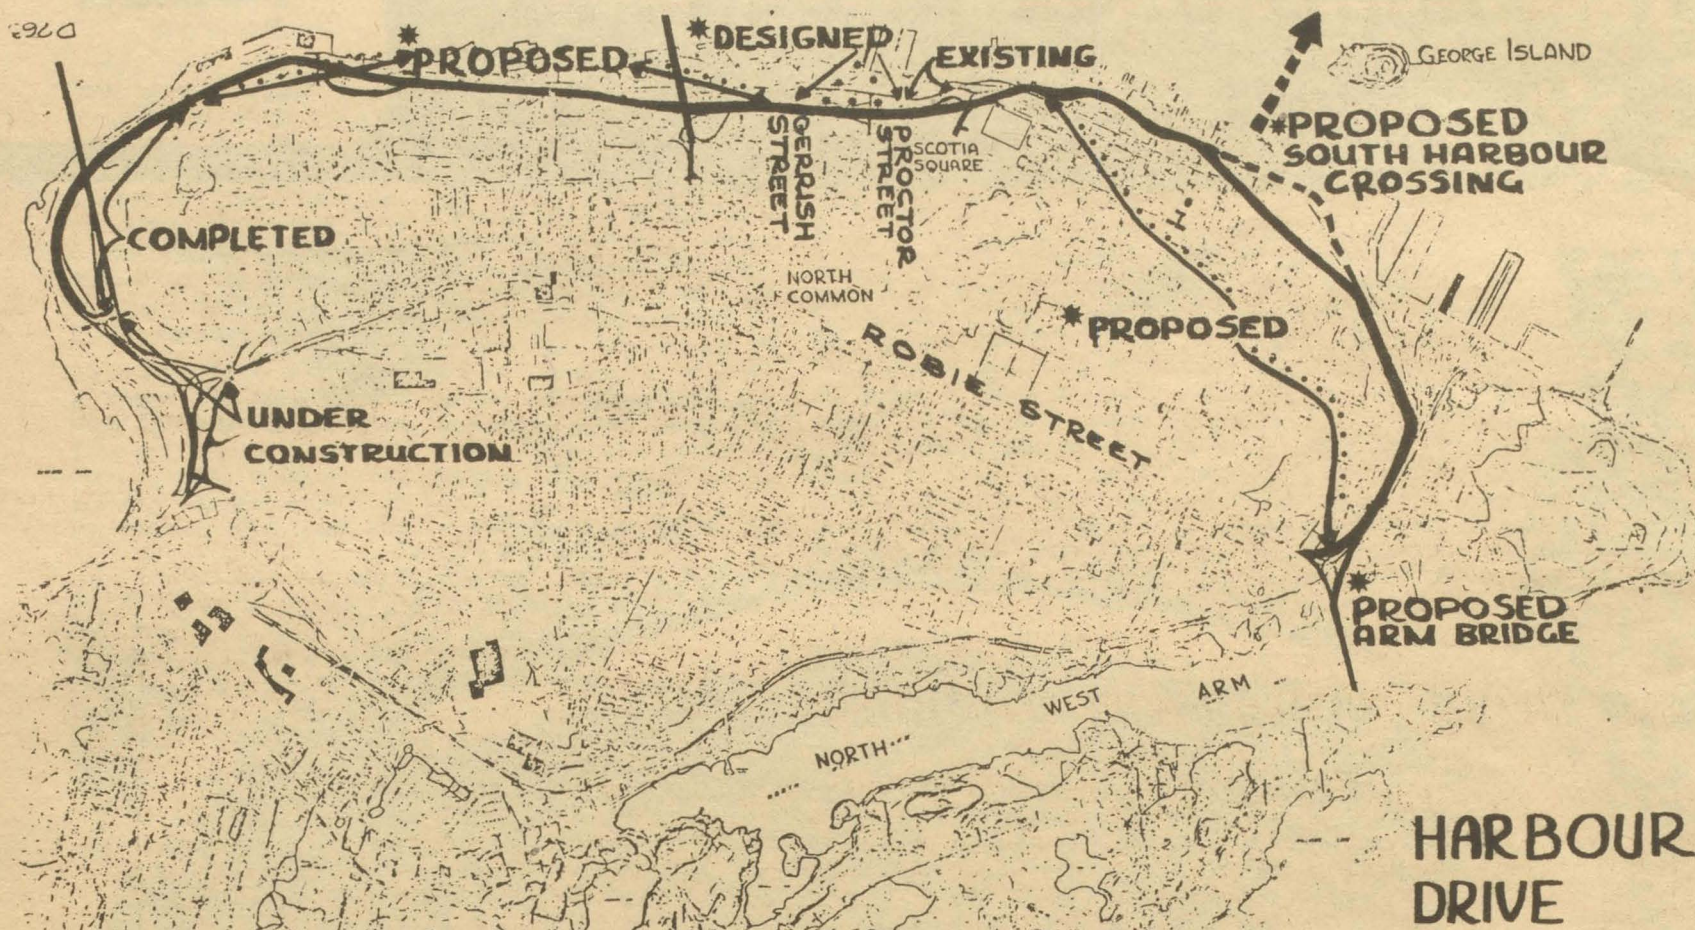 PROPOSED
DESIGNED
EXISTING
GEORGE ISLAND
PROPOSED
SOUTH HARBOUR
CROSSING
GERRISH
STREET
PROCTOR
STREET
SCOTIA
SQUARE
COMPLETED
NORTH
COMMON
PROPOSED
ROBIE STREET
UNDER
CONSTRUCTION
PROPOSED
ARM BRIDGE
NORTH WEST ARM
HARBOUR
DRIVE